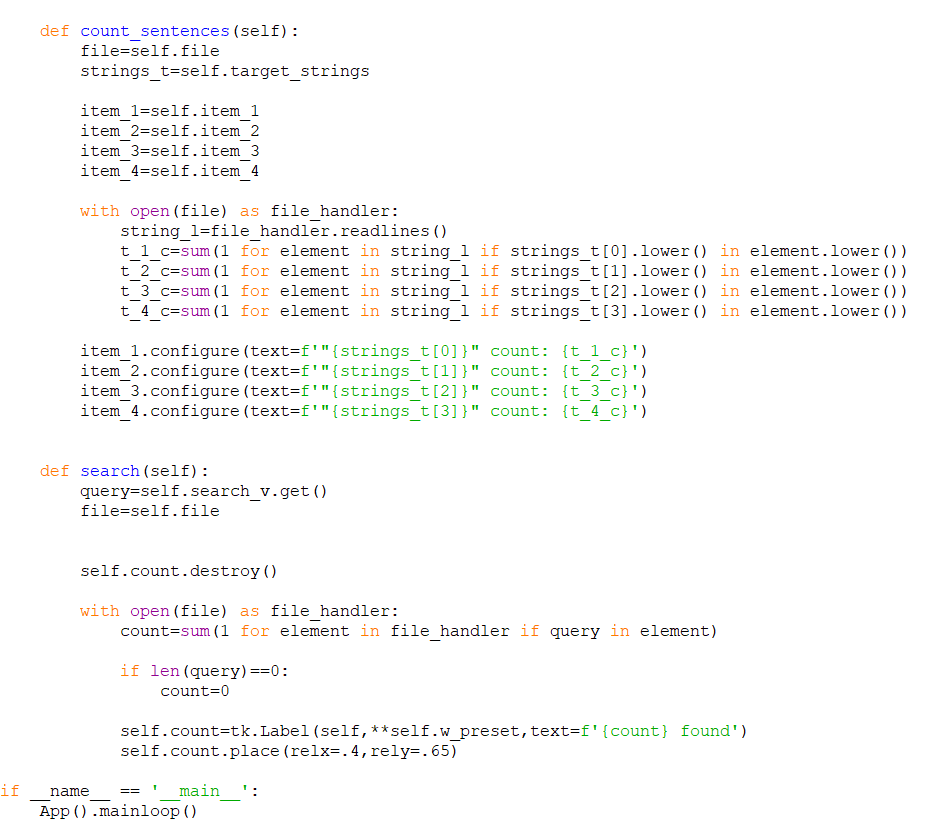 def count_sentences(self):
        file=self.file
        strings_t=self.target_strings

        item_1=self.item_1
        item_2=self.item_2
        item_3=self.item_3
        item_4=self.item_4

        with open(file) as file_handler:
            string_l=file_handler.readlines()
            t_1_c=sum(1 for element in string_l if strings_t[0].lower() in element.lower())
            t_2_c=sum(1 for element in string_l if strings_t[1].lower() in element.lower())
            t_3_c=sum(1 for element in string_l if strings_t[2].lower() in element.lower())
            t_4_c=sum(1 for element in string_l if strings_t[3].lower() in element.lower())

        item_1.configure(text=f'"{strings_t[0]}" count: {t_1_c}')
        item_2.configure(text=f'"{strings_t[1]}" count: {t_2_c}')
        item_3.configure(text=f'"{strings_t[2]}" count: {t_3_c}')
        item_4.configure(text=f'"{strings_t[3]}" count: {t_4_c}')


    def search(self):
        query=self.search_v.get()
        file=self.file


        self.count.destroy()

        with open(file) as file_handler:
            count=sum(1 for element in file_handler if query in element)

            if len(query)==0:
                count=0

            self.count=tk.Label(self,**self.w_preset,text=f'{count} found')
            self.count.place(relx=.4,rely=.65)

if __name__ == '__main__':
    App().mainloop()